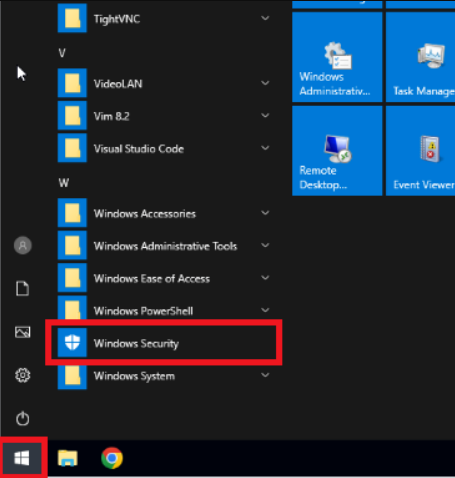 TightVNC
V
VideoLAN
Vim 8.2
Visual Studio Code
W
Windows Accessories
Windows Administrative Tools
Windows Ease of Access
Windows PowerShell
Windows Security
Windows System
Windows
Administrativ...
Task Manage
Remote
Desktop...
Event Viewer